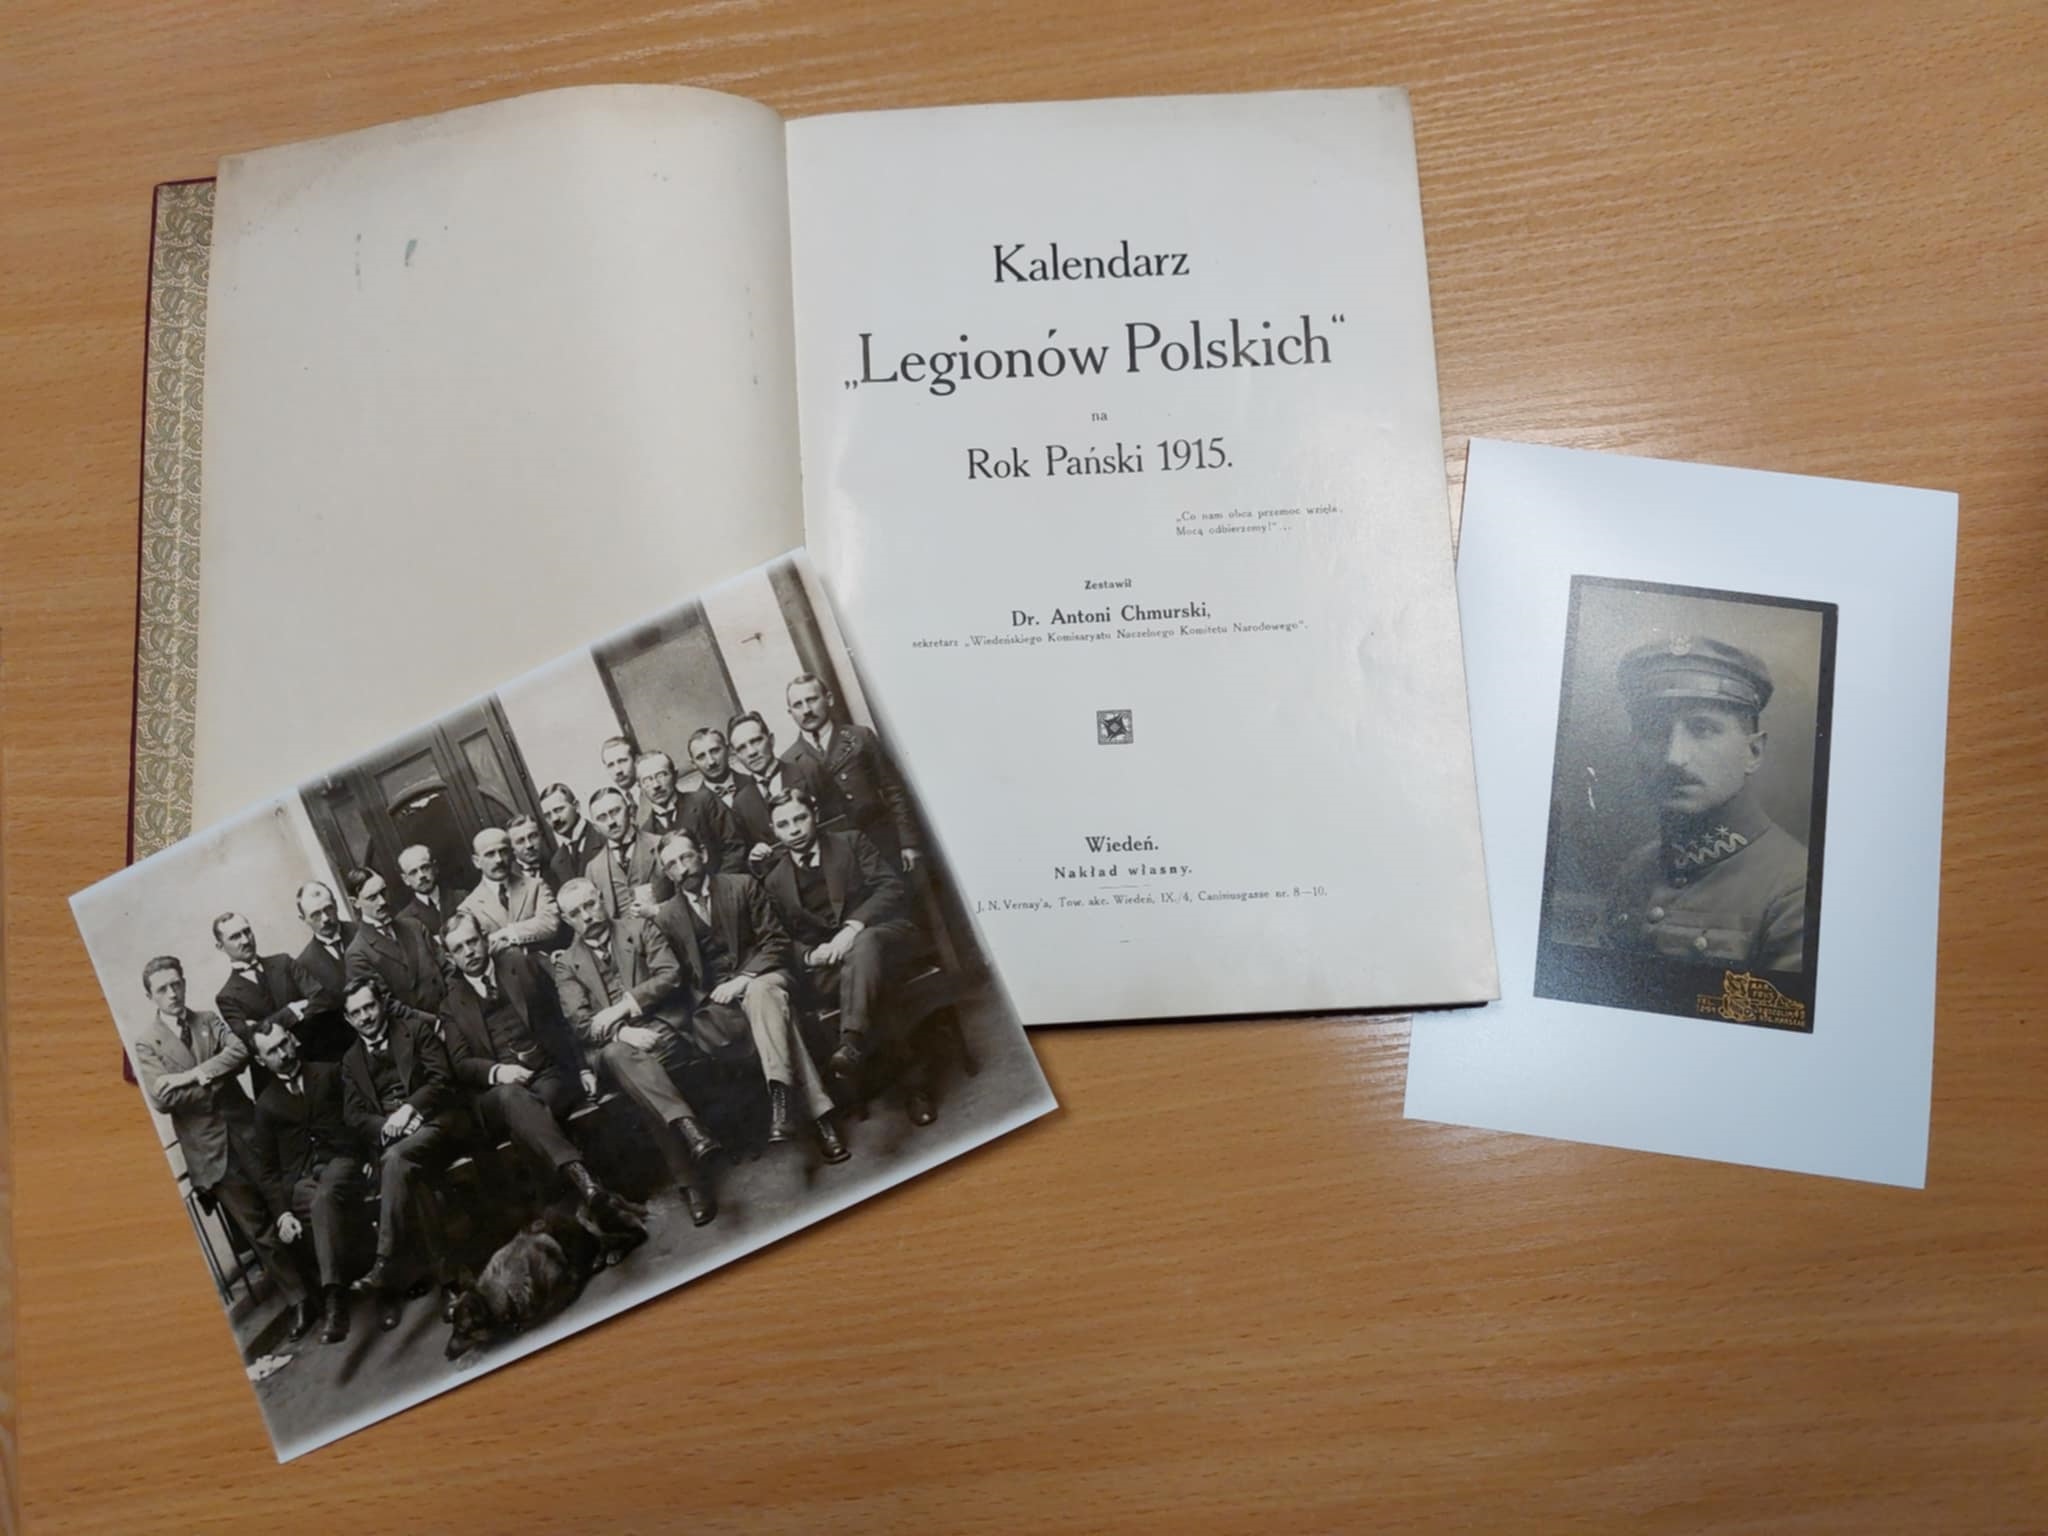 Kalendarz
„Legionów Polskich“
na
Rok Pański 1915.
„Co nam obca przemoc wzięła,
Mocą odbierzemy!“...
Zestawił
Dr. Antoni Chmurski,
sekretarz „Wiedeńskiego Komisaryatu Naczelnego Komitetu Narodowego“.
Wiedeń.
Nakład własny.
J. N. Vernay'a, Tow. akc. Wiedeń, IX./4, Canisiusgasse nr. 8—10.
TEL.